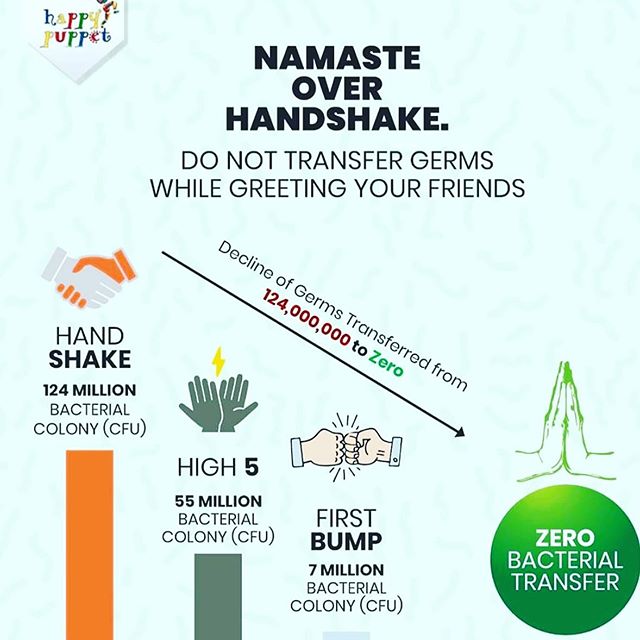 happy
puppet
NAMASTE
OVER
HANDSHAKE.
DO NOT TRANSFER GERMS
WHILE GREETING YOUR FRIENDS
Decline of Germs Transferred from
124,000,000 to Zero
HAND
SHAKE
124 MILLION
BACTERIAL
COLONY (CFU)
HIGH 5
55 MILLION
BACTERIAL
COLONY (CFU)
FIRST
BUMP
7 MILLION
BACTERIAL
COLONY (CFU)
ZERO
BACTERIAL
TRANSFER